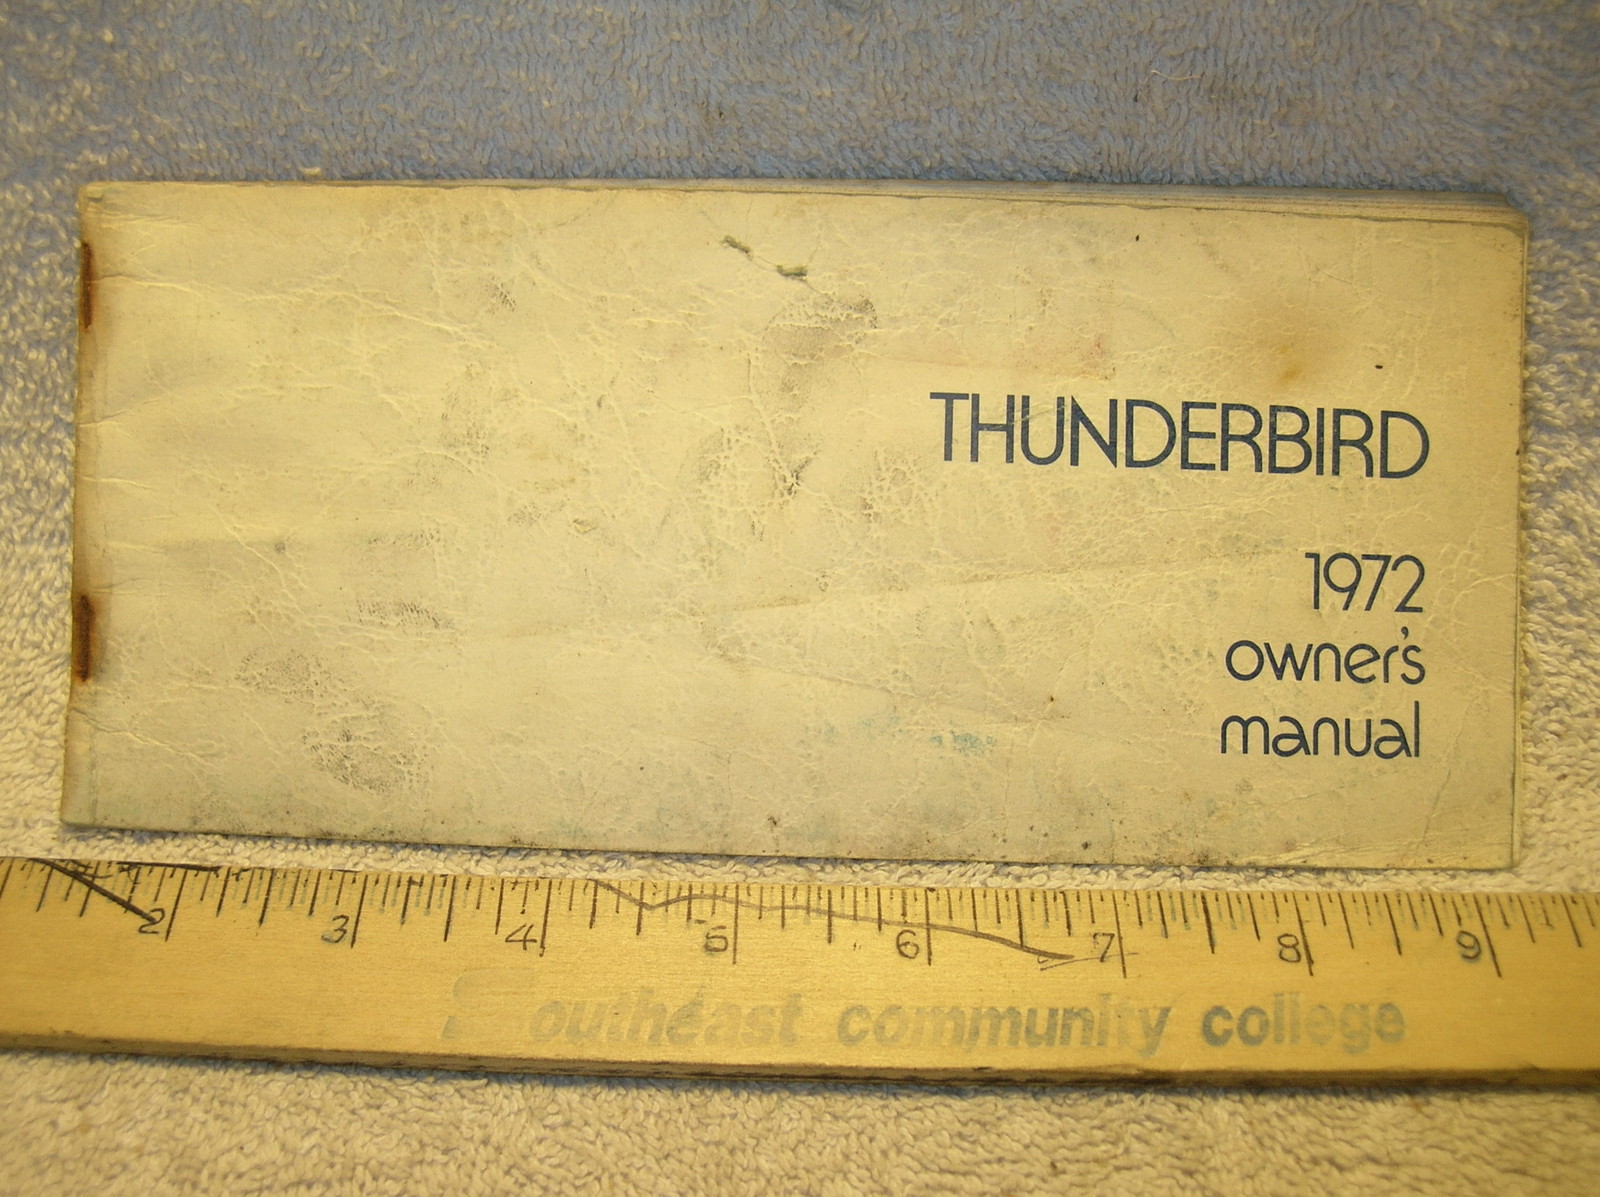 THUNDERBIRD
1972
owner's
manual
2 3 4 5 6 7 8 9
Southeast community college